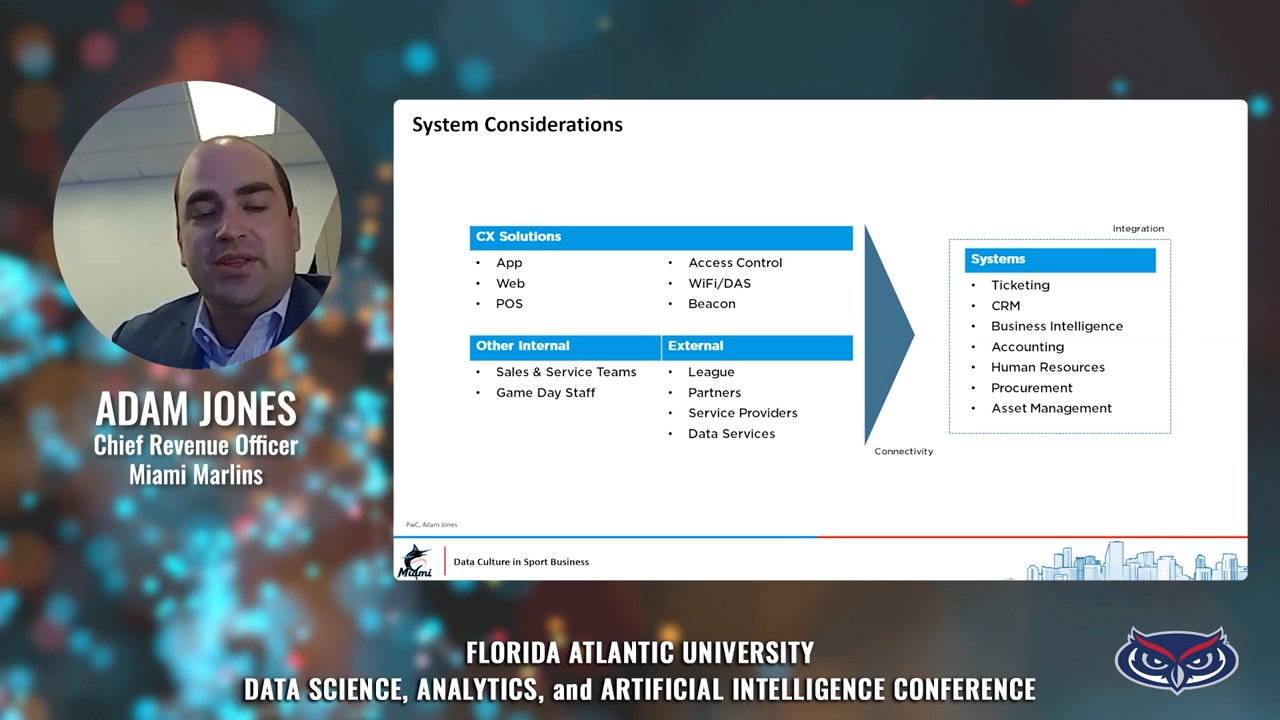 System Considerations
CX Solutions
• App
• Web
• POS
• Access Control
• WiFi/DAS
• Beacon
Other Internal
• Sales & Service Teams
• Game Day Staff
External
• League
• Partners
• Service Providers
• Data Services
Connectivity
Integration
Systems
• Ticketing
• CRM
• Business Intelligence
• Accounting
• Human Resources
• Procurement
• Asset Management
PwC, Adam Jones
Miami
Data Culture in Sport Business
ADAM JONES
Chief Revenue Officer
Miami Marlins
FLORIDA ATLANTIC UNIVERSITY
DATA SCIENCE, ANALYTICS, and ARTIFICIAL INTELLIGENCE CONFERENCE